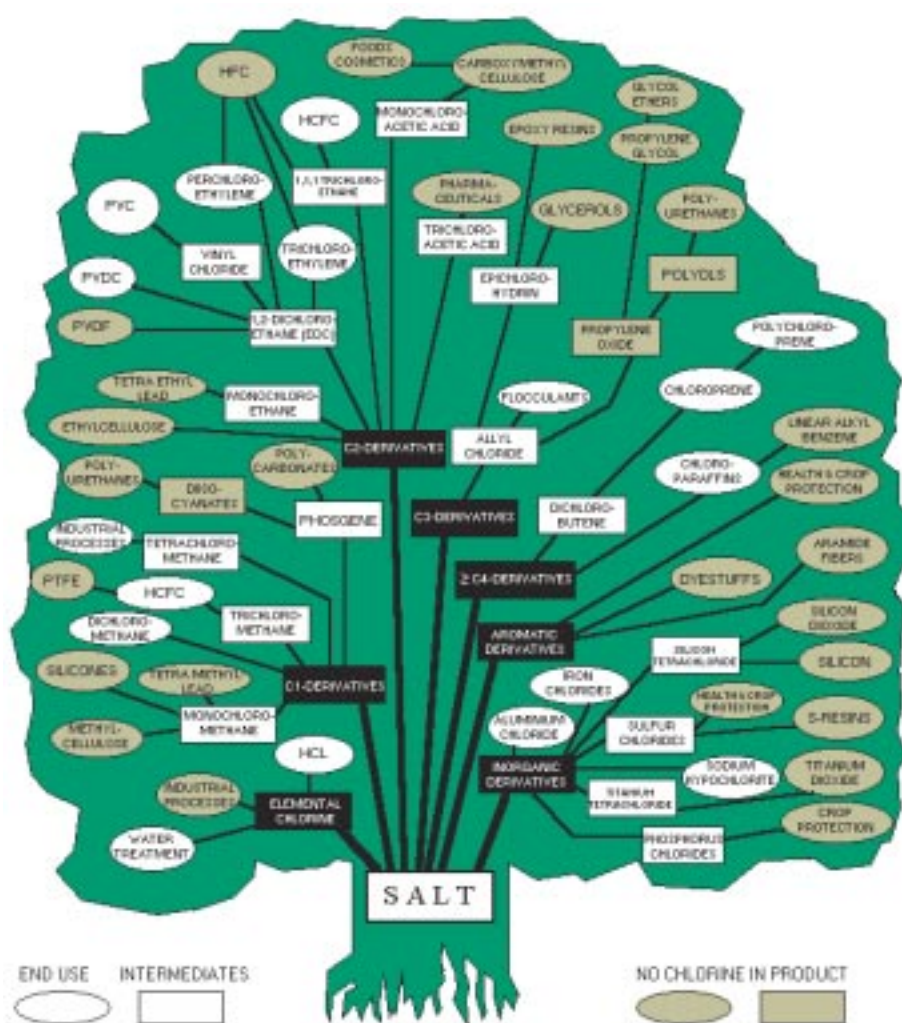 FOODS
COSMETICS
CARBOXYMETHYL
CELLULOSE
HFC
GLYCOL
ETHERS
HCFC
MONOCHLORO-
ACETIC ACID
EPOXY RESINS
PROPYLENE
GLYCOL
PERCHLORO-
ETHYLENE
1,1,1 TRICHLORO-
ETHANE
PHARMA-
CEUTICALS
PVC
GLYCEROLS
POLY-
URETHANES
TRICHLORO-
ACETIC ACID
VINYL
CHLORIDE
TRICHLORO-
ETHYLENE
POLYOLS
PVDC
EPICHLORO-
HYDRIN
PVDF
1,2-DICHLORO-
ETHANE (EDC)
PROPYLENE
OXIDE
POLYCHLORO-
PRENE
TETRA ETHYL
LEAD
MONOCHLORO-
ETHANE
FLOCCULANTS
CHLOROPRENE
ETHYLCELLULOSE
C2-DERIVATIVES
ALLYL
CHLORIDE
LINEAR ALKYL
BENZENE
POLY-
CARBONATES
CHLORO-
PARAFFINS
POLY-
URETHANES
DIISO-
CYANATES
HEALTH & CROP
PROTECTION
PHOSGENE
C3-DERIVATIVES
DICHLORO-
BUTENE
INDUSTRIAL
PROCESSES
TETRACHLORO-
METHANE
ARAMIDE
FIBERS
PTFE
HCFC
≥ C4-DERIVATIVES
DYESTUFFS
DICHLORO-
METHANE
TRICHLORO-
METHANE
AROMATIC
DERIVATIVES
SILICON
DIOXIDE
SILICON
TETRACHLORIDE
SILICONES
TETRA METHYL
LEAD
C1-DERIVATIVES
IRON
CHLORIDES
SILICON
HEALTH & CROP
PROTECTION
METHYL-
CELLULOSE
MONOCHLORO-
METHANE
ALUMINIUM
CHLORIDE
SULFUR
CHLORIDES
S-RESINS
HCL
INORGANIC
DERIVATIVES
SODIUM
HYPOCHLORITE
TITANIUM
DIOXIDE
INDUSTRIAL
PROCESSES
ELEMENTAL
CHLORINE
TITANIUM
TETRACHLORIDE
CROP
PROTECTION
WATER
TREATMENT
PHOSPHORUS
CHLORIDES
SALT
END USE INTERMEDIATES
NO CHLORINE IN PRODUCT